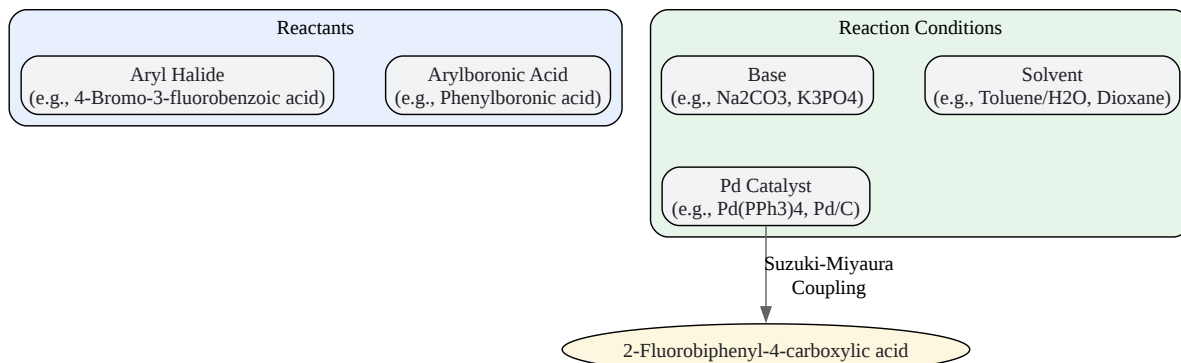 Reactants
Aryl Halide
(e.g., 4-Bromo-3-fluorobenzoic acid)
Arylboronic Acid
(e.g., Phenylboronic acid)
Reaction Conditions
Base
(e.g., Na2CO3, K3PO4)
Solvent
(e.g., Toluene/H2O, Dioxane)
Pd Catalyst
(e.g., Pd(PPh3)4, Pd/C)
Suzuki-Miyaura
Coupling
2-Fluorobiphenyl-4-carboxylic acid